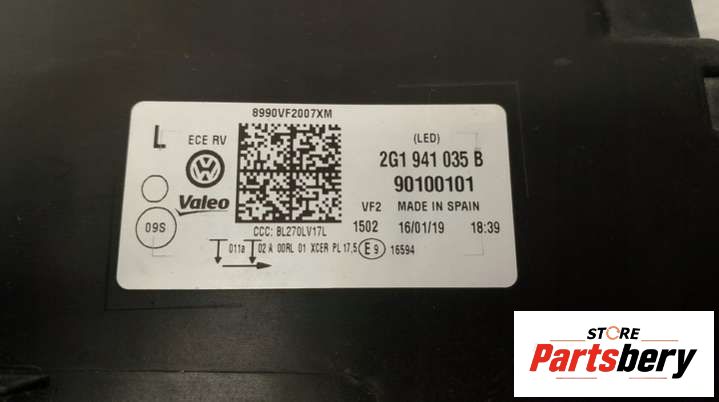 8990VF2007XM
L
ECE RV
(LED)
2G1 941 035 B
90100101
Valeo
VF2 MADE IN SPAIN
09S
CCC: BL270LV17L
1502 16/01/19 18:39
011a 02 A 00RL 01 XCER PL 17,5 E9 16594
STORE
Partsbery